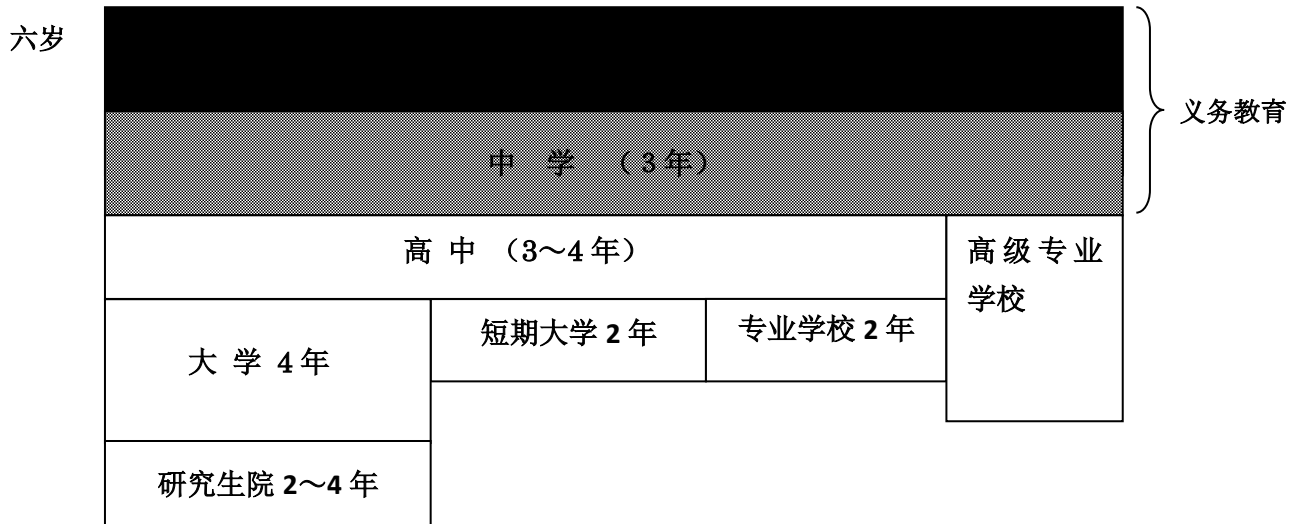 六岁
义务教育
中 学 （3年）
高 中 （3～4年）
高级专业
学校
短期大学2年
专业学校2年
大 学 4年
研究生院2～4年